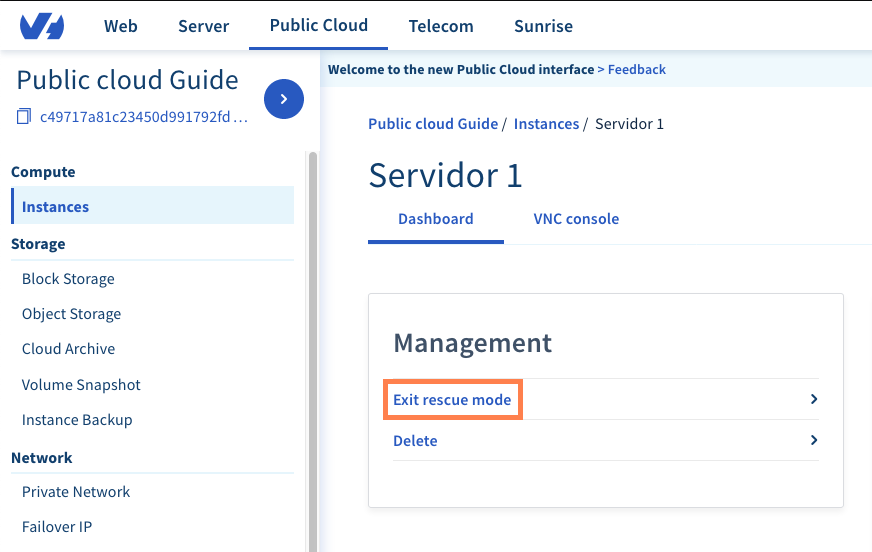 Web Server Public Cloud Telecom Sunrise
Public cloud Guide
c49717a81c23450d991792fd...
Compute
Instances
Storage
Block Storage
Object Storage
Cloud Archive
Volume Snapshot
Instance Backup
Network
Private Network
Failover IP
Welcome to the new Public Cloud interface > Feedback
Public cloud Guide / Instances / Servidor 1
Servidor 1
Dashboard VNC console
Management
Exit rescue mode
Delete